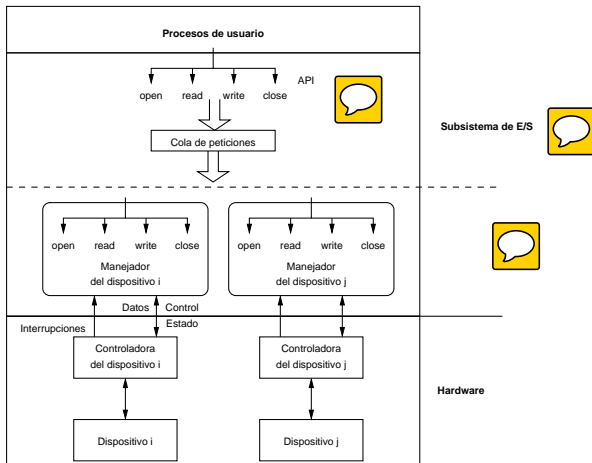 Procesos de usuario
API
open read write close
Cola de peticiones
Subsistema de E/S
open read write close
Manejador
del dispositivo i
open read write close
Manejador
del dispositivo j
Datos Control
Interrupciones Estado
Controladora
del dispositivo i
Controladora
del dispositivo j
Hardware
Dispositivo i
Dispositivo j